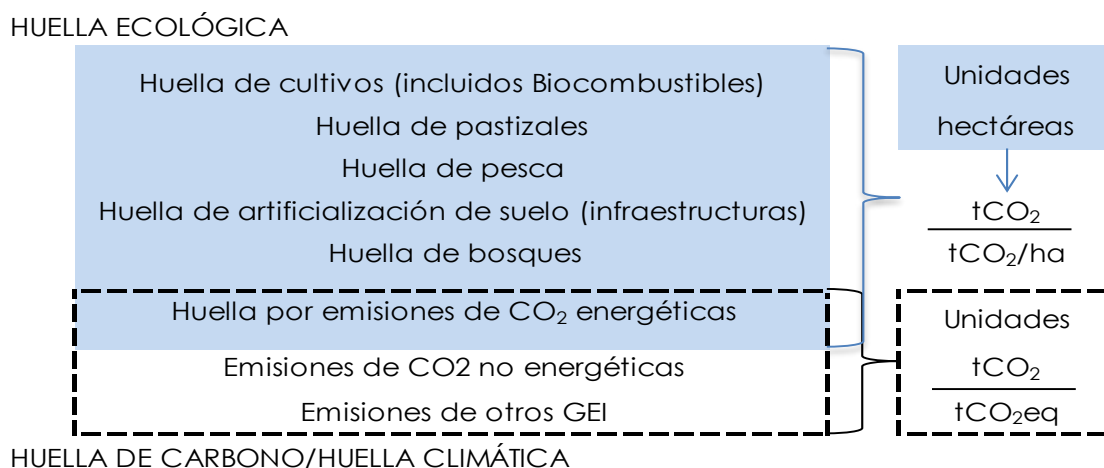 HUELLA ECOLÓGICA
Huella de cultivos (incluidos Biocombustibles)
Huella de pastizales
Huella de pesca
Huella de artificialización de suelo (infraestructuras)
Huella de bosques
Huella por emisiones de CO₂ energéticas
Emisiones de CO2 no energéticas
Emisiones de otros GEI
Unidades
hectáreas
tCO₂
tCO₂/ha
Unidades
tCO₂
tCO₂eq
HUELLA DE CARBONO/HUELLA CLIMÁTICA